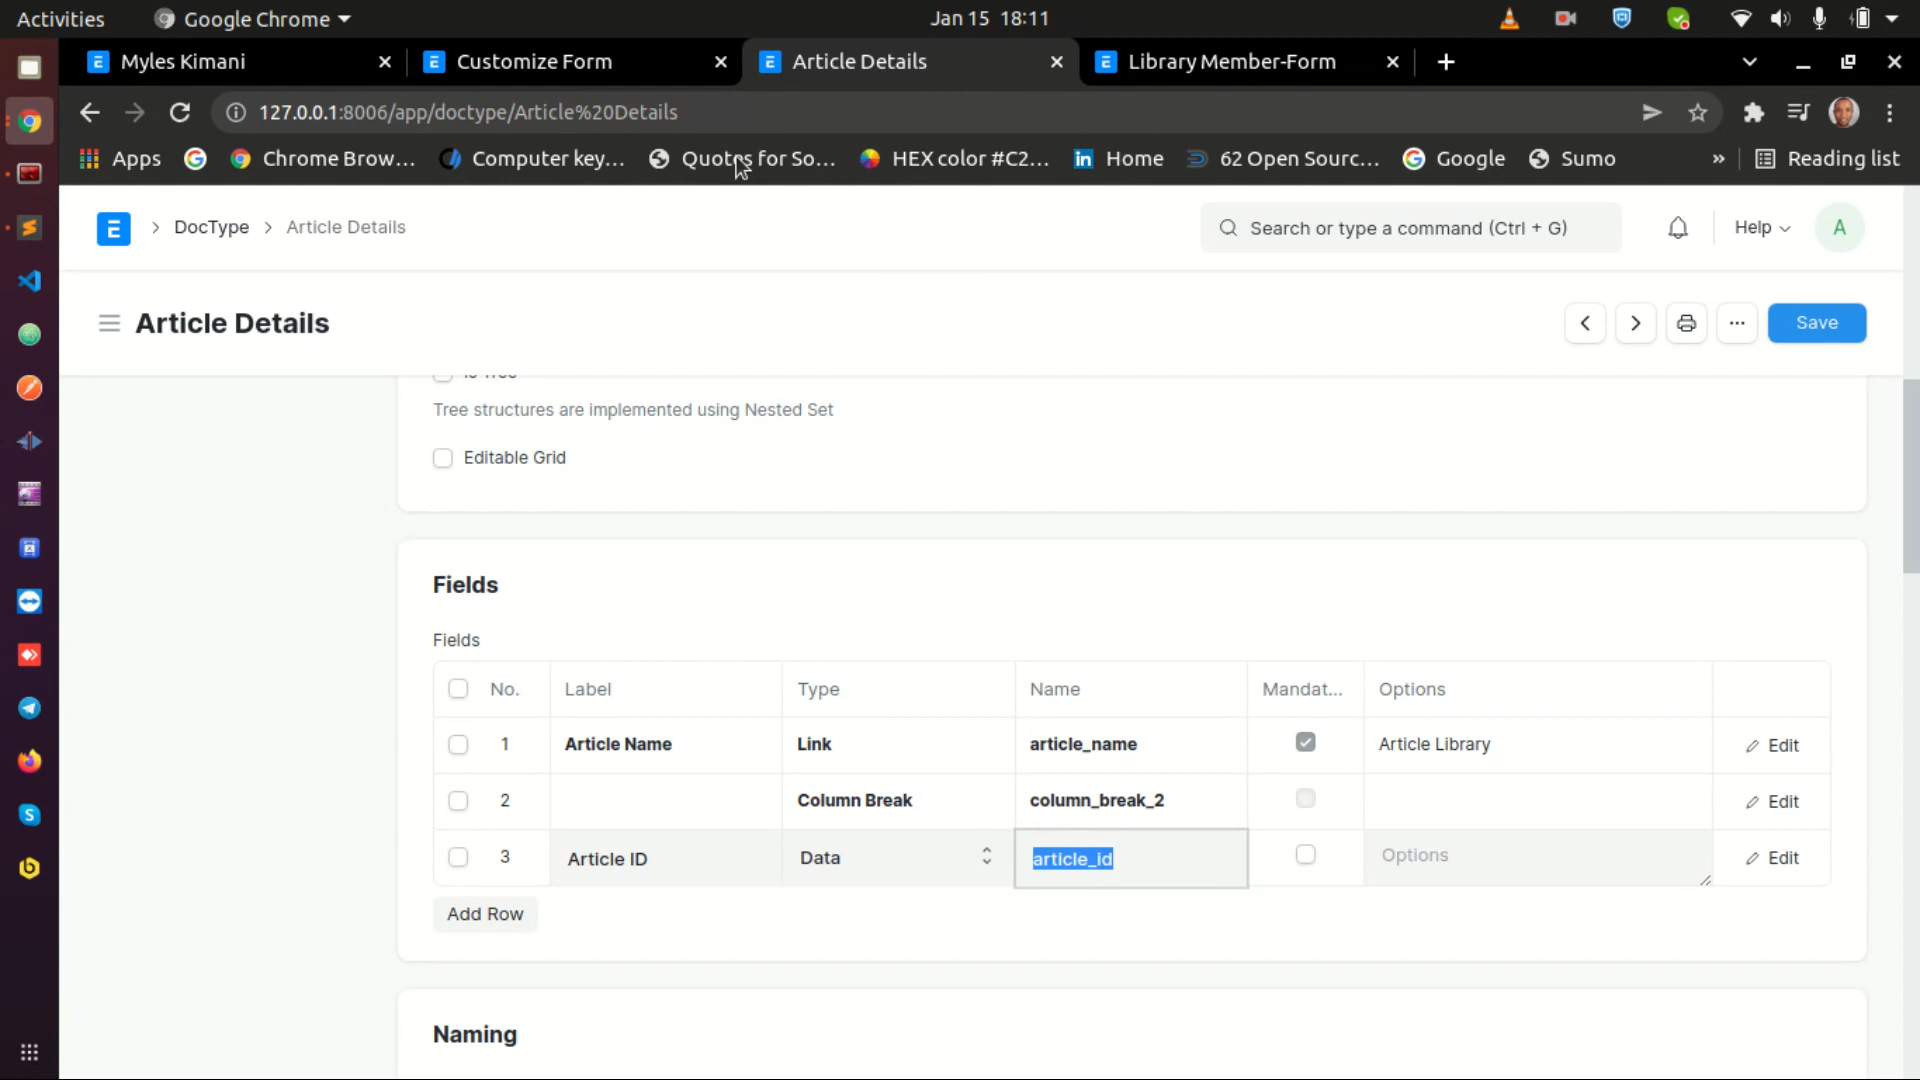 Activities
Google Chrome
Jan 15 18:11
Myles Kimani
Customize Form
Article Details
Library Member-Form
127.0.0.1:8006/app/doctype/Article%20Details
Apps
Chrome Brow...
Computer key...
Quotes for So...
HEX color #C2...
Home
62 Open Sourc...
Google
Sumo
»
Reading list
E
DocType
Article Details
Search or type a command (Ctrl + G)
Help
A
Article Details
Save
Is Tree
Tree structures are implemented using Nested Set
Editable Grid
Fields
Fields
No. Label Type Name Mandat... Options
1 Article Name Link article_name Article Library Edit
2 Column Break column_break_2 Edit
3 Article ID Data article_id Options Edit
Add Row
Naming